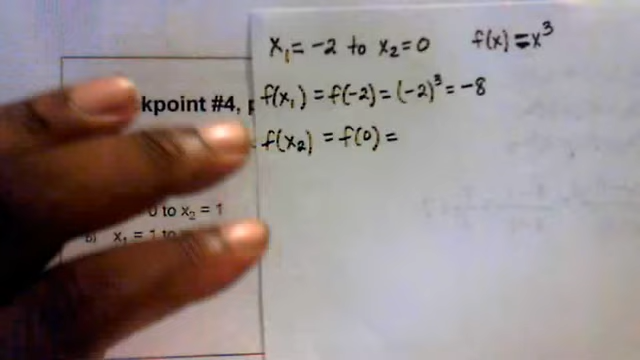 x₁ = -2 to x₂ = 0 f(x) = x³
kpoint #4,
f(x₁) = f(-2) = (-2)³ = -8
f(x₂) = f(0) =
0 to x₂ = 1
b) x₁ = 1 to